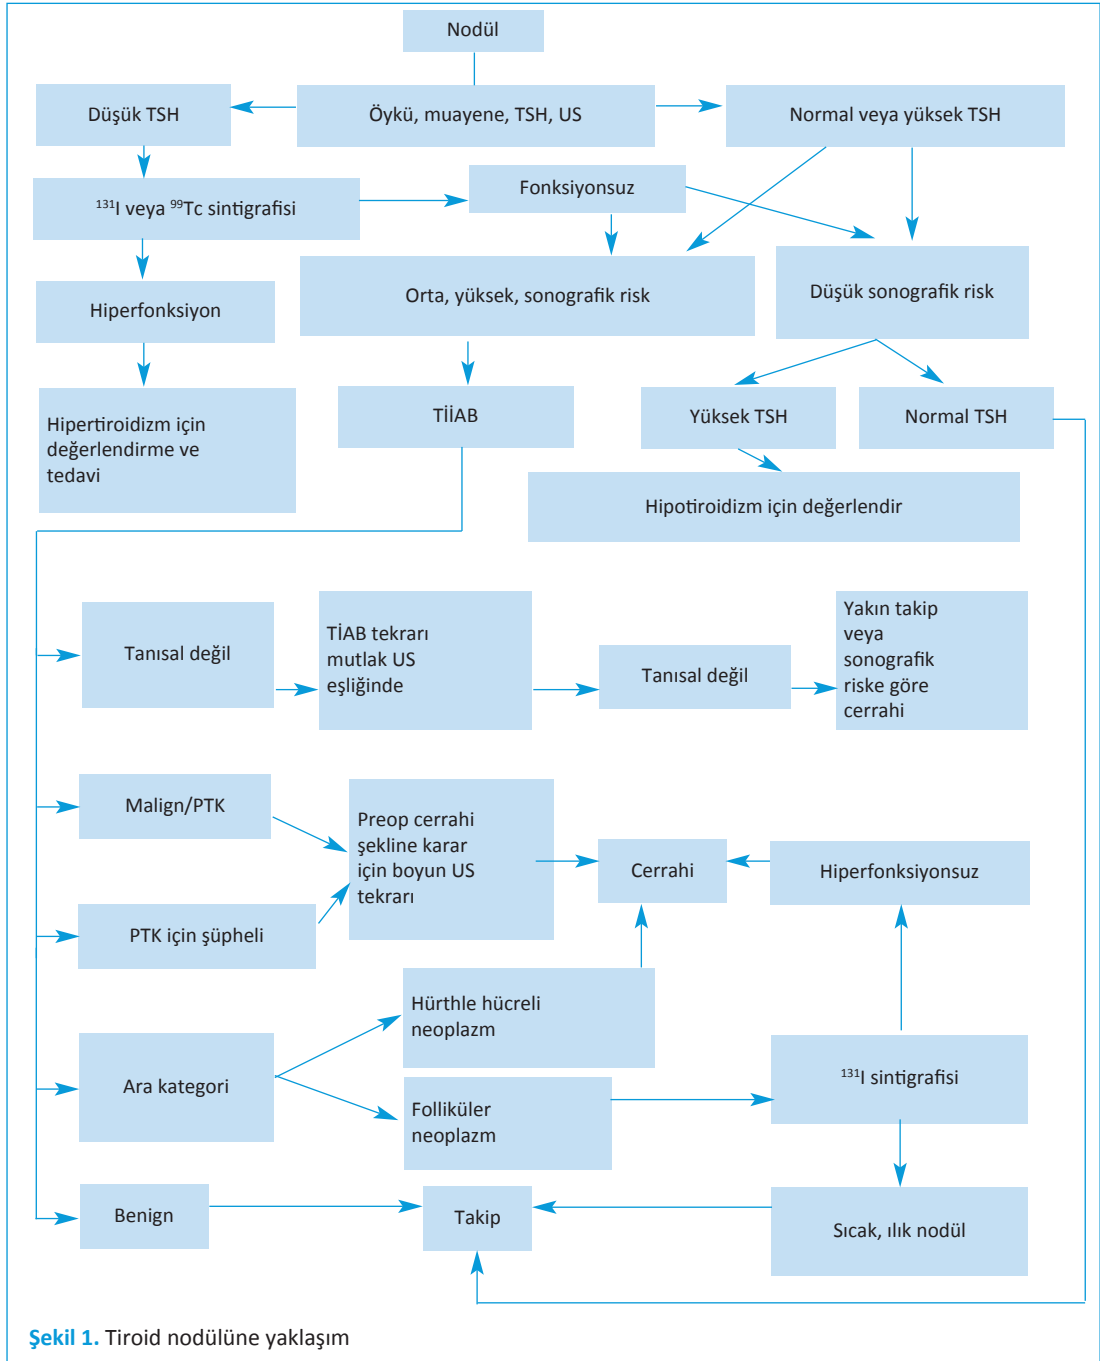 Nodül
Düşük TSH
Öykü, muayene, TSH, US
Normal veya yüksek TSH
¹³¹I veya ⁹⁹Tc sintigrafisi
Fonksiyonsuz
Hiperfonksiyon
Orta, yüksek, sonografik risk
Düşük sonografik risk
Hipertiroidizm için
değerlendirme ve
tedavi
TİİAB
Yüksek TSH
Normal TSH
Hipotiroidizm için değerlendir
Tanısal değil
TİAB tekrarı
mutlak US
eşliğinde
Tanısal değil
Yakın takip
veya
sonografik
riske göre
cerrahi
Malign/PTK
Preop cerrahi
şekline karar
için boyun US
tekrarı
Cerrahi
Hiperfonksiyonsuz
PTK için şüpheli
Hürthle hücreli
neoplazm
Ara kategori
¹³¹I sintigrafisi
Folliküler
neoplazm
Benign
Takip
Sıcak, ılık nodül
Şekil 1. Tiroid nodülüne yaklaşım